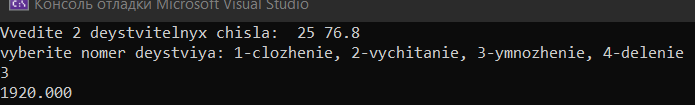 Консоль отладки Microsoft Visual Studio
Vvedite 2 deystvitelnyx chisla:  25 76.8
vyberite nomer deystviya: 1-clozhenie, 2-vychitanie, 3-ymnozhenie, 4-delenie
3
1920.000